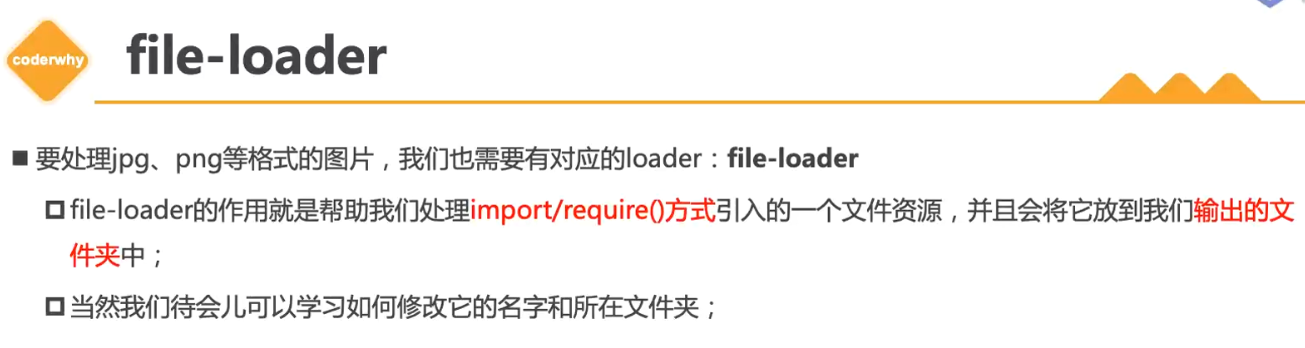 coderwhy
file-loader
要处理jpg、png等格式的图片，我们也需要有对应的loader：file-loader
file-loader的作用就是帮助我们处理import/require()方式引入的一个文件资源，并且会将它放到我们输出的文
件夹中；
当然我们待会儿可以学习如何修改它的名字和所在文件夹；